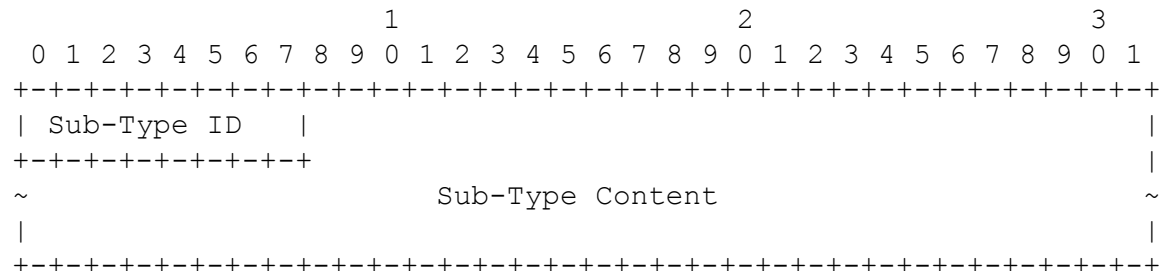 1                   2                   3
 0 1 2 3 4 5 6 7 8 9 0 1 2 3 4 5 6 7 8 9 0 1 2 3 4 5 6 7 8 9 0 1
+-+-+-+-+-+-+-+-+-+-+-+-+-+-+-+-+-+-+-+-+-+-+-+-+-+-+-+-+-+-+-+-+
| Sub-Type ID   |                                               |
+-+-+-+-+-+-+-+-+                                               |
~                       Sub-Type Content                        ~
|                                                               |
+-+-+-+-+-+-+-+-+-+-+-+-+-+-+-+-+-+-+-+-+-+-+-+-+-+-+-+-+-+-+-+-+